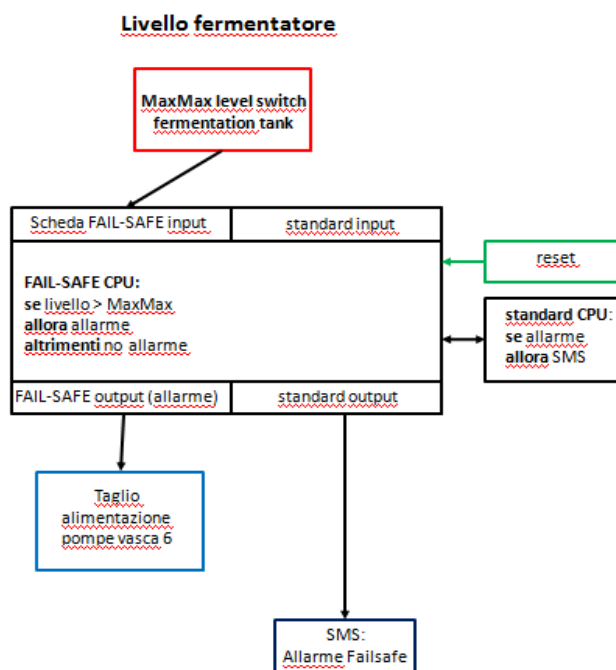 Livello fermentatore
MaxMax level switch
fermentation tank
Scheda FAIL-SAFE input
standard input
FAIL-SAFE CPU:
se livello > MaxMax
allora allarme
altrimenti no allarme
reset
standard CPU:
se allarme
allora SMS
FAIL-SAFE output (allarme)
standard output
Taglio
alimentazione
pompe vasca 6
SMS:
Allarme Failsafe